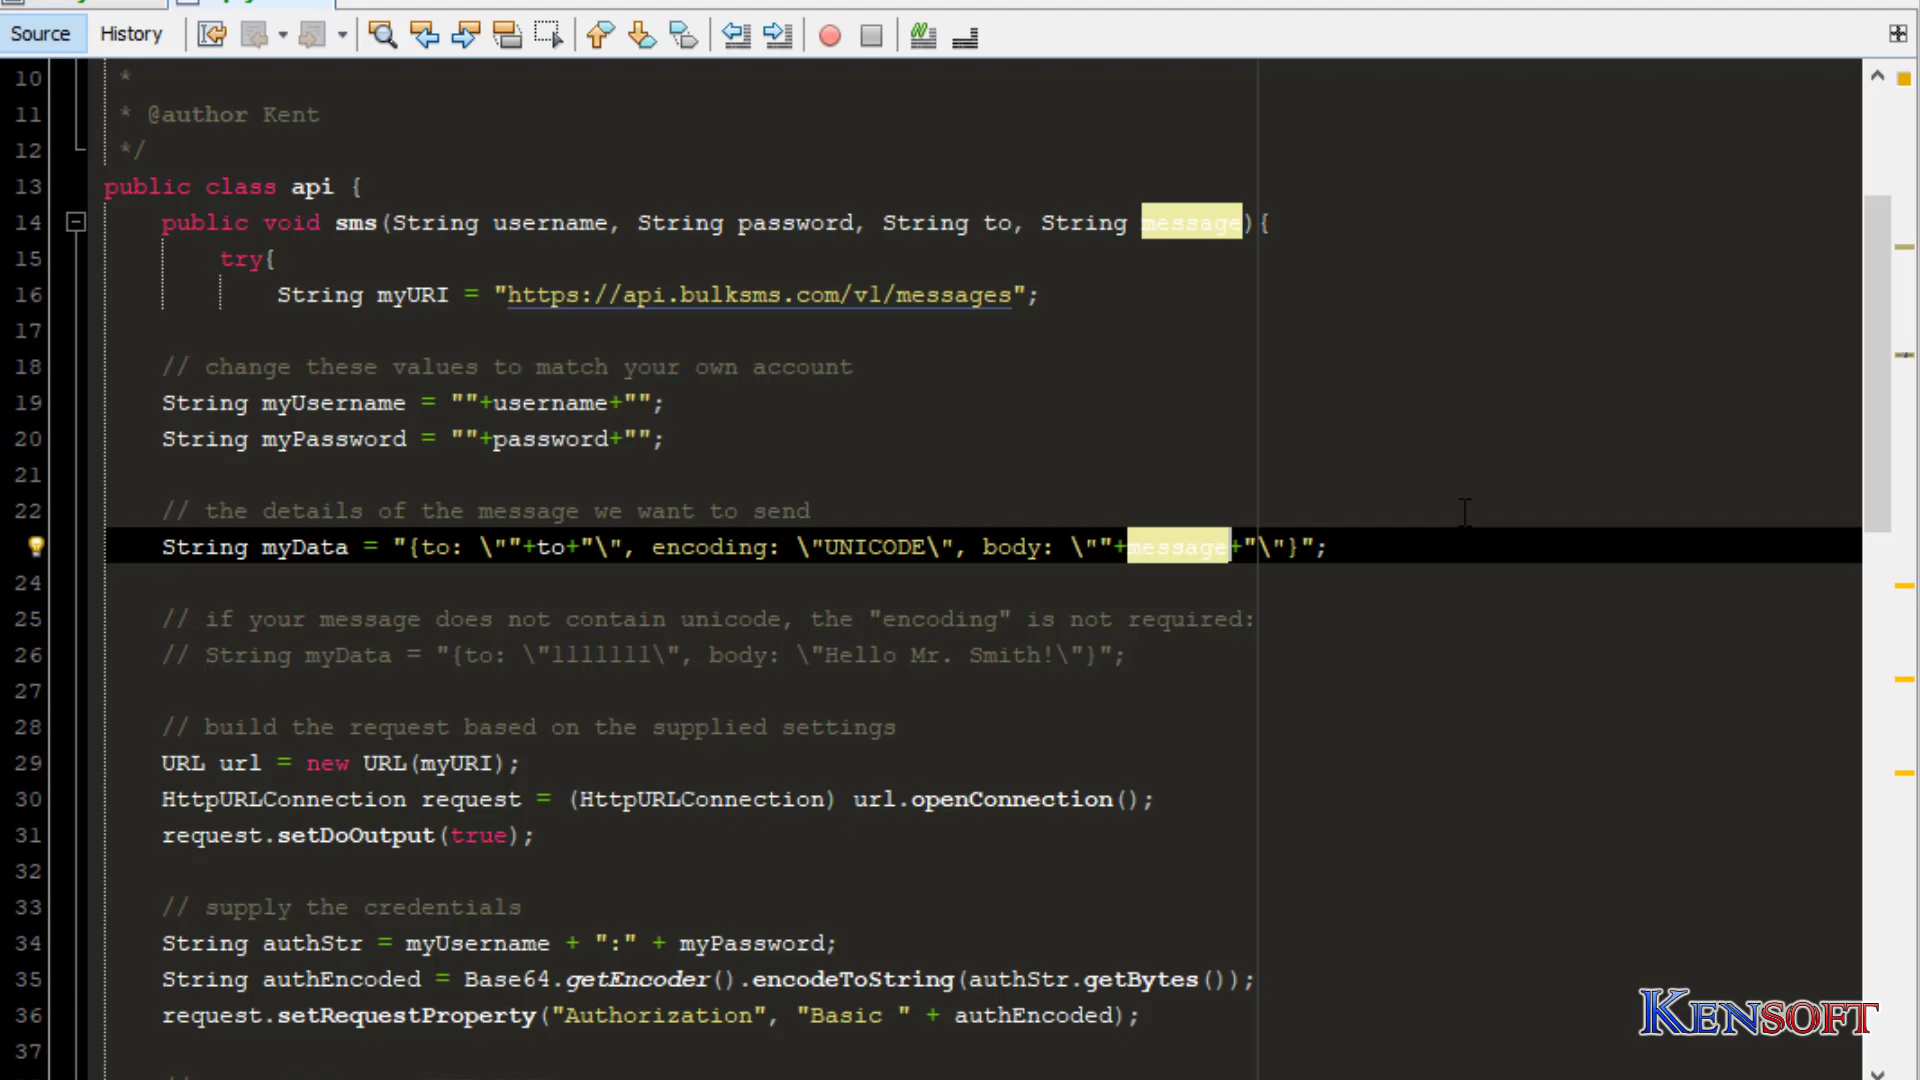 Source History
10 *
11 * @author Kent
12 */
13 public class api {
14 public void sms(String username, String password, String to, String message){
15 try{
16 String myURI = "https://api.bulksms.com/v1/messages";
17
18 // change these values to match your own account
19 String myUsername = ""+username+"";
20 String myPassword = ""+password+"";
21
22 // the details of the message we want to send
String myData = "{to: \""+to+"\", encoding: \"UNICODE\", body: \""+message+"\"}";
24
25 // if your message does not contain unicode, the "encoding" is not required:
26 // String myData = "{to: \"1111111\", body: \"Hello Mr. Smith!\"}";
27
28 // build the request based on the supplied settings
29 URL url = new URL(myURI);
30 HttpURLConnection request = (HttpURLConnection) url.openConnection();
31 request.setDoOutput(true);
32
33 // supply the credentials
34 String authStr = myUsername + ":" + myPassword;
35 String authEncoded = Base64.getEncoder().encodeToString(authStr.getBytes());
36 request.setRequestProperty("Authorization", "Basic " + authEncoded);
37
KENSOFT